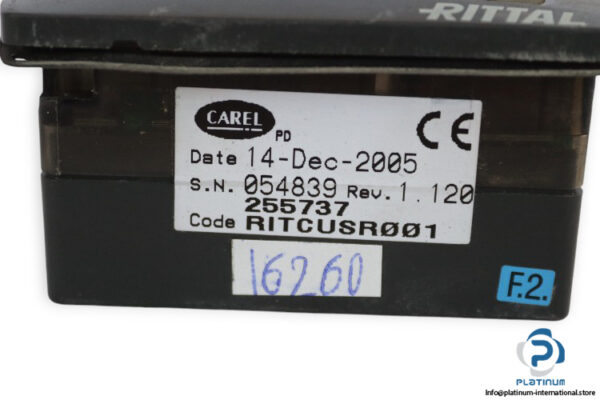 RITTAL
CAREL
PD
CE
Date 14-Dec-2005
S.N. 054839 Rev. 1.120
255737
Code RITCUSR001
16260
F.2.
PLATINUM
Info@platinum-international.store